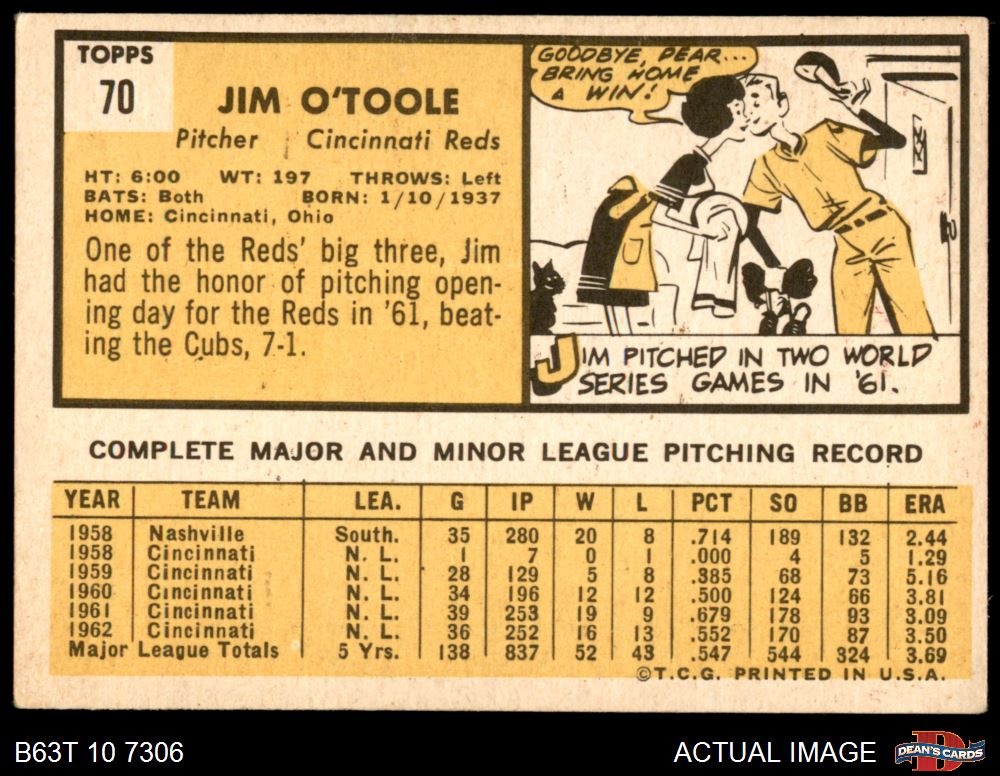 TOPPS
70
JIM O'TOOLE
Pitcher Cincinnati Reds
HT: 6:00 WT: 197 THROWS: Left
BATS: Both BORN: 1/10/1937
HOME: Cincinnati, Ohio
One of the Reds' big three, Jim
had the honor of pitching open-
ing day for the Reds in '61, beat-
ing the Cubs, 7-1.
GOODBYE, DEAR...
BRING HOME
A WIN!
JIM PITCHED IN TWO WORLD
SERIES GAMES IN '61.
COMPLETE MAJOR AND MINOR LEAGUE PITCHING RECORD
YEAR TEAM LEA. G IP W L PCT SO BB ERA
1958 Nashville South. 35 280 20 8 .714 189 132 2.44
1958 Cincinnati N. L. 1 7 0 1 .000 4 5 1.29
1959 Cincinnati N. L. 28 129 5 8 .385 68 73 5.16
1960 Cincinnati N. L. 34 196 12 12 .500 124 66 3.81
1961 Cincinnati N. L. 39 253 19 9 .679 178 93 3.09
1962 Cincinnati N. L. 36 252 16 13 .552 170 87 3.50
Major League Totals 5 Yrs. 138 837 52 43 .547 544 324 3.69
©T.C.G. PRINTED IN U.S.A.
B63T 10 7306
ACTUAL IMAGE
DEAN'S CARDS